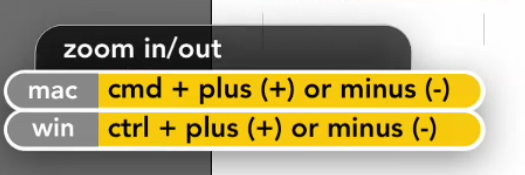 zoom in/out
mac cmd + plus (+) or minus (-)
win ctrl + plus (+) or minus (-)